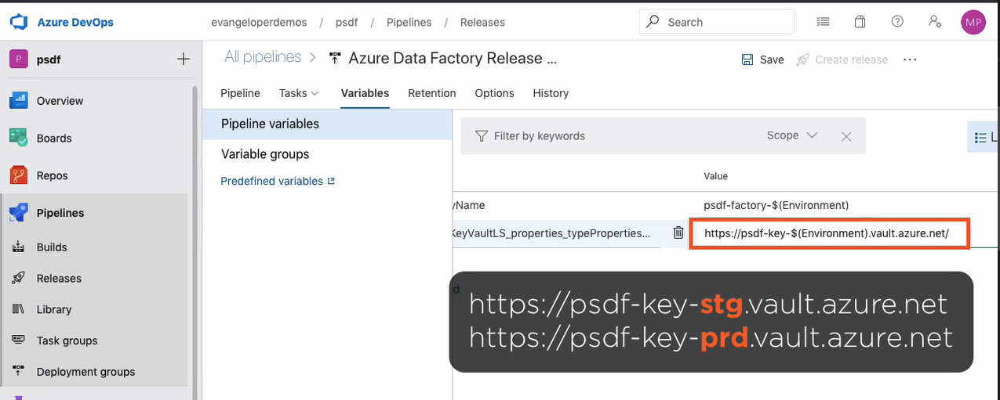 Azure DevOps
evangeloperdemos / psdf / Pipelines / Releases
Search
MP
P psdf
All pipelines > Azure Data Factory Release ...
Save
Create release
Overview
Boards
Repos
Pipelines
Builds
Releases
Library
Task groups
Deployment groups
Pipeline
Tasks
Variables
Retention
Options
History
Pipeline variables
Variable groups
Predefined variables
Filter by keywords
Scope
L
Value
yName
psdf-factory-$(Environment)
KeyVaultLS_properties_typeProperties...
https://psdf-key-$(Environment).vault.azure.net/
d
https://psdf-key-stg.vault.azure.net
https://psdf-key-prd.vault.azure.net